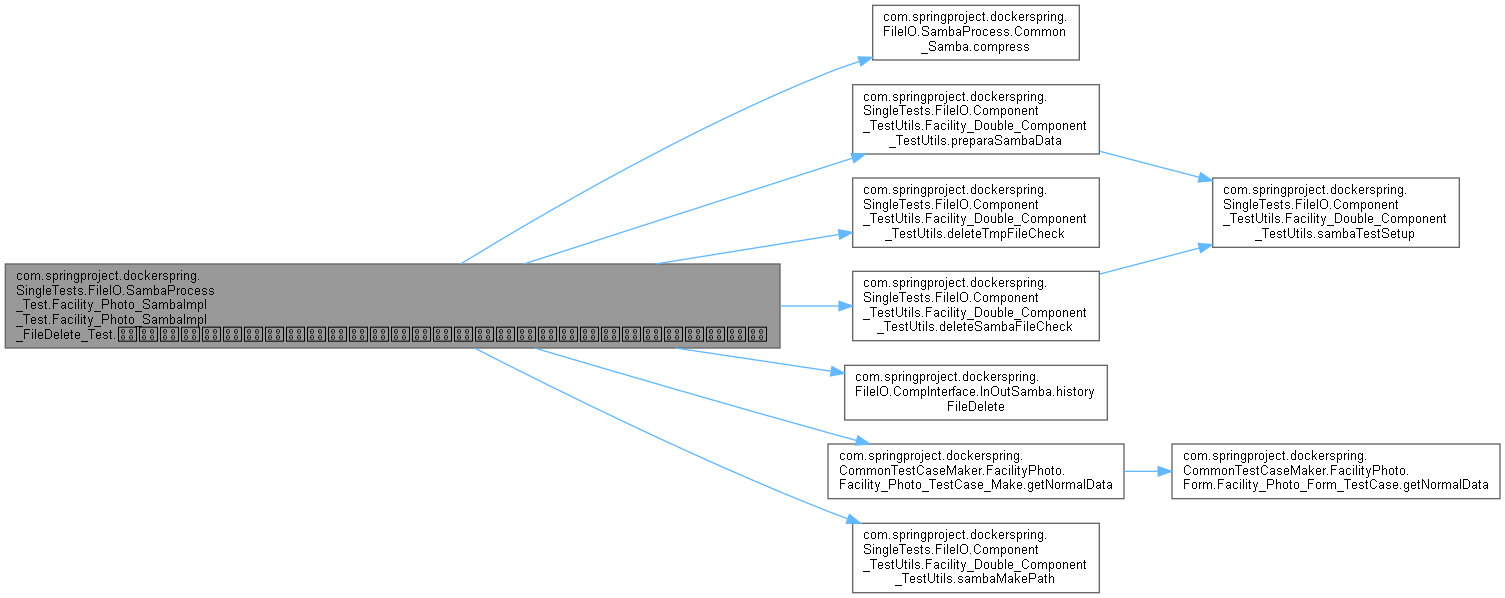 com.springproject.dockerspring.
SingleTests.FileIO.SambaProcess
_Test.Facility_Photo_SambaImpl
_Test.Facility_Photo_SambaImpl
_FileDelete_Test.
com.springproject.dockerspring.
FileIO.SambaProcess.Common
_Samba.compress
com.springproject.dockerspring.
SingleTests.FileIO.Component
_TestUtils.Facility_Double_Component
_TestUtils.preparaSambaData
com.springproject.dockerspring.
SingleTests.FileIO.Component
_TestUtils.Facility_Double_Component
_TestUtils.deleteTmpFileCheck
com.springproject.dockerspring.
SingleTests.FileIO.Component
_TestUtils.Facility_Double_Component
_TestUtils.deleteSambaFileCheck
com.springproject.dockerspring.
FileIO.CompInterface.InOutSamba.history
FileDelete
com.springproject.dockerspring.
CommonTestCaseMaker.FacilityPhoto.
Facility_Photo_TestCase_Make.getNormalData
com.springproject.dockerspring.
SingleTests.FileIO.Component
_TestUtils.Facility_Double_Component
_TestUtils.sambaMakePath
com.springproject.dockerspring.
SingleTests.FileIO.Component
_TestUtils.Facility_Double_Component
_TestUtils.sambaTestSetup
com.springproject.dockerspring.
CommonTestCaseMaker.FacilityPhoto.
Form.Facility_Photo_Form_TestCase.getNormalData